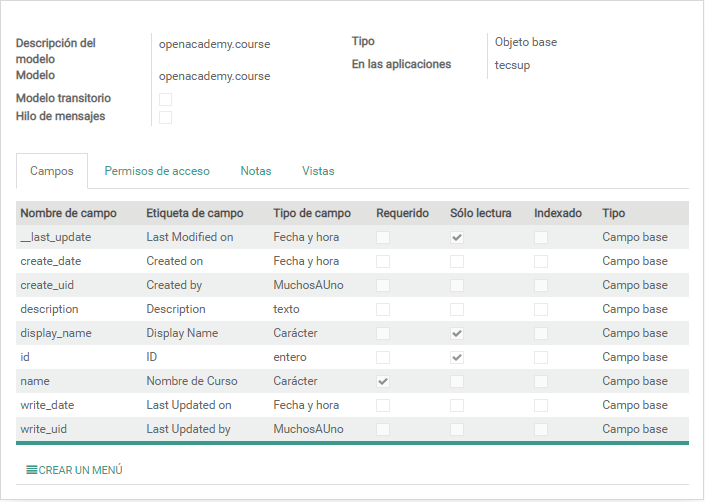 Descripción del modelo openacademy.course
Modelo openacademy.course
Modelo transitorio
Hilo de mensajes
Tipo Objeto base
En las aplicaciones tecsup
Campos Permisos de acceso Notas Vistas
Nombre de campo Etiqueta de campo Tipo de campo Requerido Sólo lectura Indexado Tipo
__last_update Last Modified on Fecha y hora Campo base
create_date Created on Fecha y hora Campo base
create_uid Created by MuchosAUno Campo base
description Description texto Campo base
display_name Display Name Carácter Campo base
id ID entero Campo base
name Nombre de Curso Carácter Campo base
write_date Last Updated on Fecha y hora Campo base
write_uid Last Updated by MuchosAUno Campo base
CREAR UN MENÚ